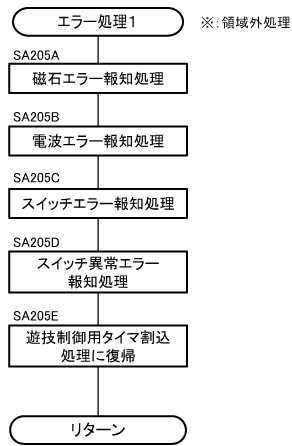 エラー処理1
※:領域外処理
SA205A
磁石エラー報知処理
SA205B
電波エラー報知処理
SA205C
スイッチエラー報知処理
SA205D
スイッチ異常エラー
報知処理
SA205E
遊技制御用タイマ割込
処理に復帰
リターン